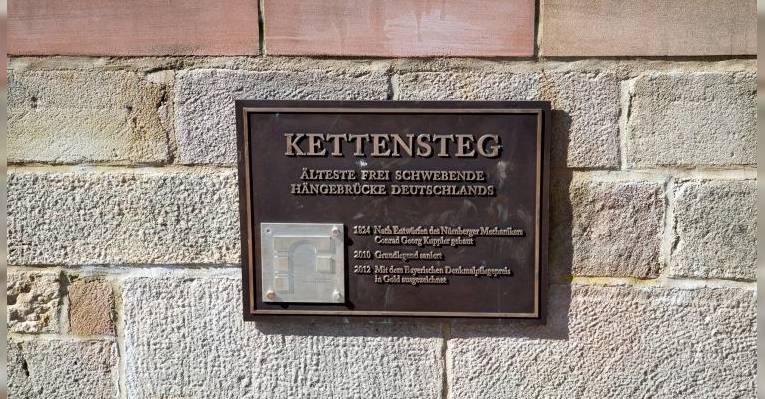 KETTENSTEG
ÄLTESTE FREI SCHWEBENDE
HÄNGEBRÜCKE DEUTSCHLANDS
1824 Nach Entwürfen des Nürnberger Mechanikers
Conrad Georg Kuppler gebaut
2010 Grundlegend saniert
2012 Mit dem Bayerischen Denkmalpflegepreis
in Gold ausgezeichnet